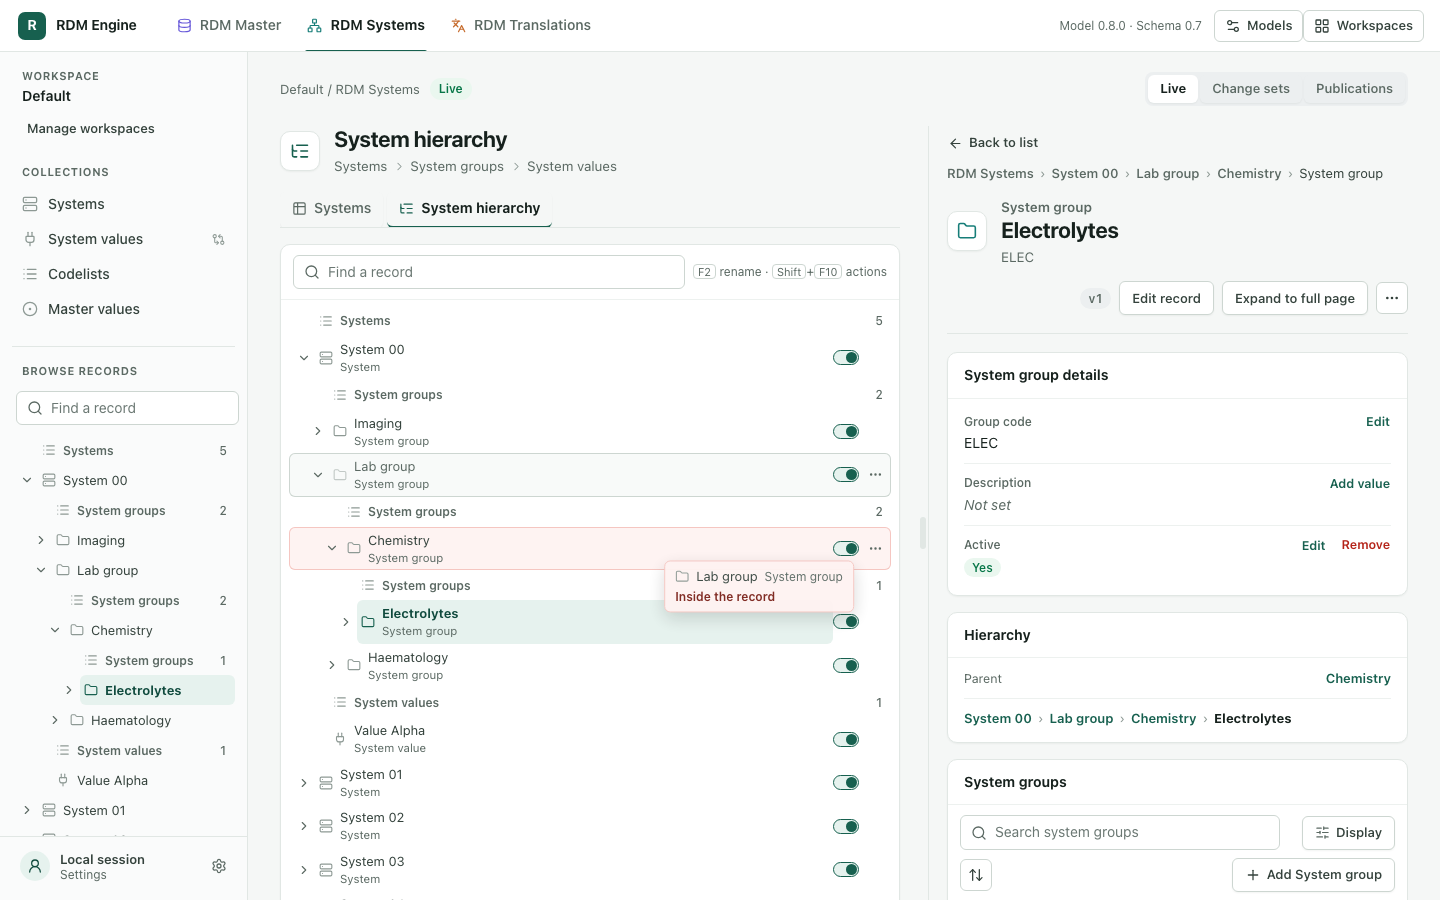 R RDM Engine RDM Master RDM Systems RDM Translations Model 0.8.0 · Schema 0.7 Models Workspaces
WORKSPACE
Default
Manage workspaces
COLLECTIONS
Systems
System values
Codelists
Master values
BROWSE RECORDS
Find a record
Systems 5
System 00
System groups 2
Imaging
Lab group
System groups 2
Chemistry
System groups 1
Electrolytes
Haematology
System values 1
Value Alpha
System 01
Local session
Settings
Default / RDM Systems Live
Live Change sets Publications
System hierarchy
Systems › System groups › System values
Systems System hierarchy
Find a record F2 rename · Shift+F10 actions
Systems 5
System 00
System
System groups 2
Imaging
System group
Lab group
System group
System groups 2
Chemistry
System group
Lab group System group
Inside the record
System groups 1
Electrolytes
System group
Haematology
System group
System values 1
Value Alpha
System value
System 01
System
System 02
System
System 03
System
Back to list
RDM Systems › System 00 › Lab group › Chemistry › System group
System group
Electrolytes
ELEC
v1 Edit record Expand to full page
System group details
Group code Edit
ELEC
Description Add value
Not set
Active Edit Remove
Yes
Hierarchy
Parent Chemistry
System 00 › Lab group › Chemistry › Electrolytes
System groups
Search system groups Display
Add System group